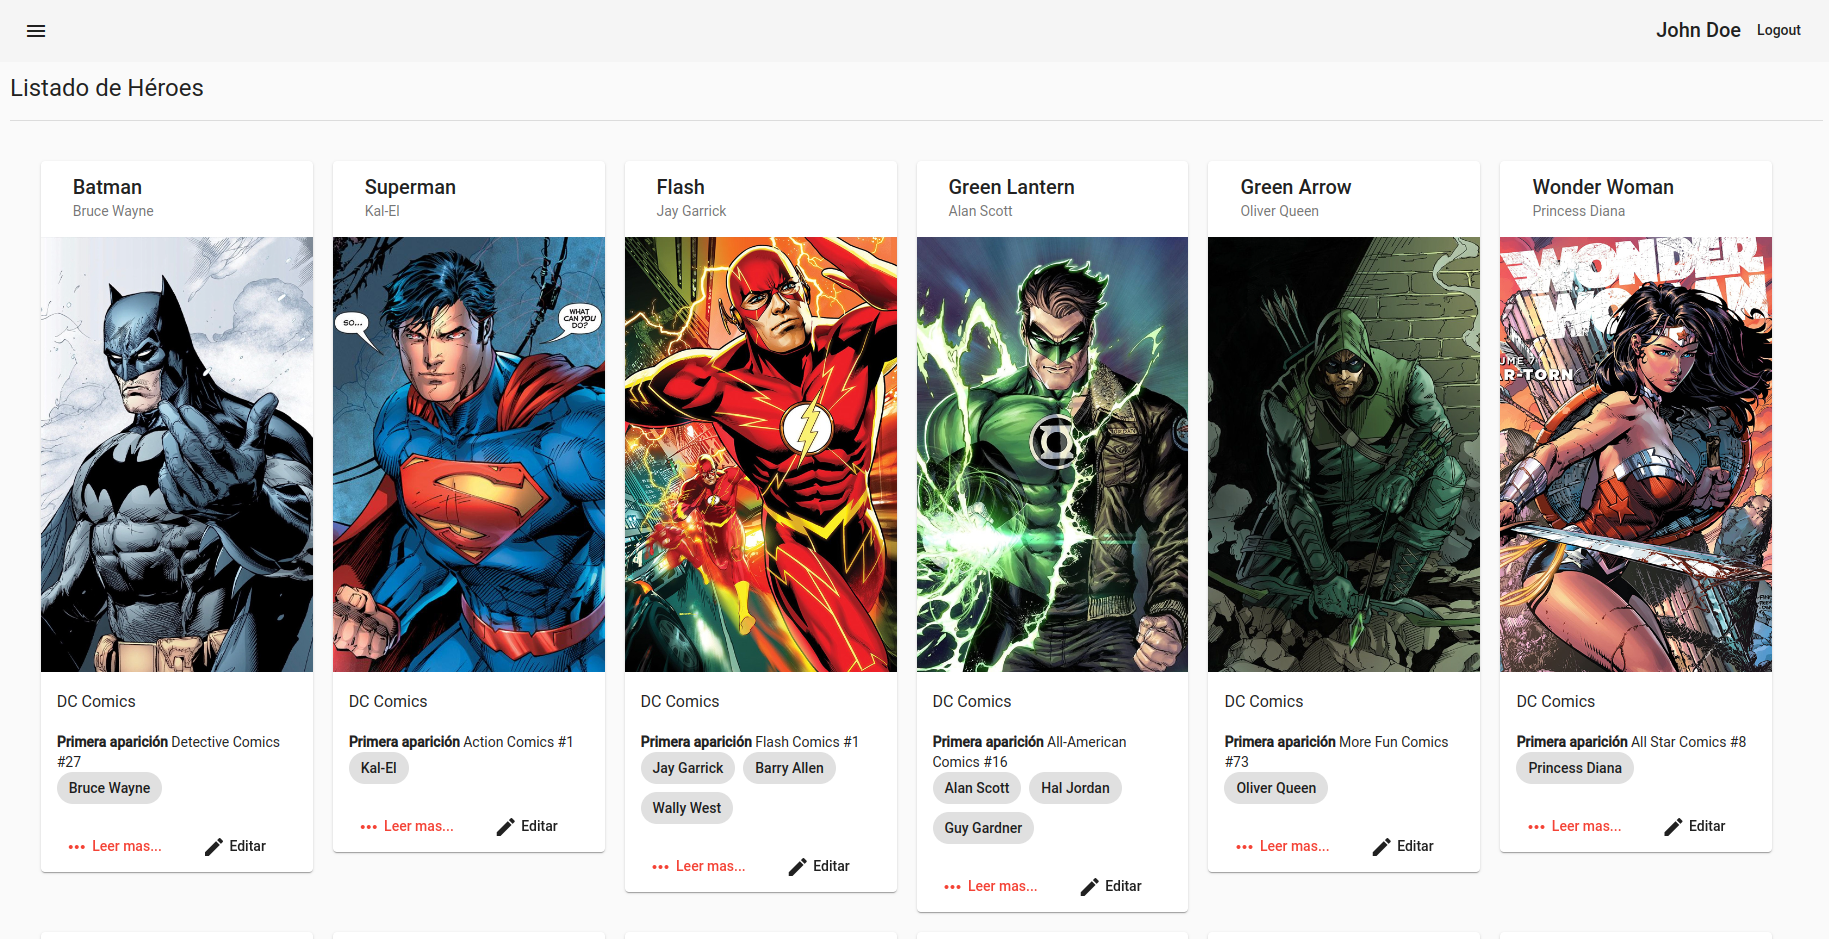 John Doe Logout
Listado de Héroes
Batman
Bruce Wayne
DC Comics
Primera aparición Detective Comics
#27
Bruce Wayne
Leer mas...
Editar
Superman
Kal-El
SO...
WHAT
CAN YOU
DO?
DC Comics
Primera aparición Action Comics #1
Kal-El
Leer mas...
Editar
Flash
Jay Garrick
DC Comics
Primera aparición Flash Comics #1
Jay Garrick
Barry Allen
Wally West
Leer mas...
Editar
Green Lantern
Alan Scott
DC Comics
Primera aparición All-American
Comics #16
Alan Scott
Hal Jordan
Guy Gardner
Leer mas...
Editar
Green Arrow
Oliver Queen
DC Comics
Primera aparición More Fun Comics
#73
Oliver Queen
Leer mas...
Editar
Wonder Woman
Princess Diana
WONDER
WOMAN
UME 7
R-TORN
DC Comics
Primera aparición All Star Comics #8
Princess Diana
Leer mas...
Editar